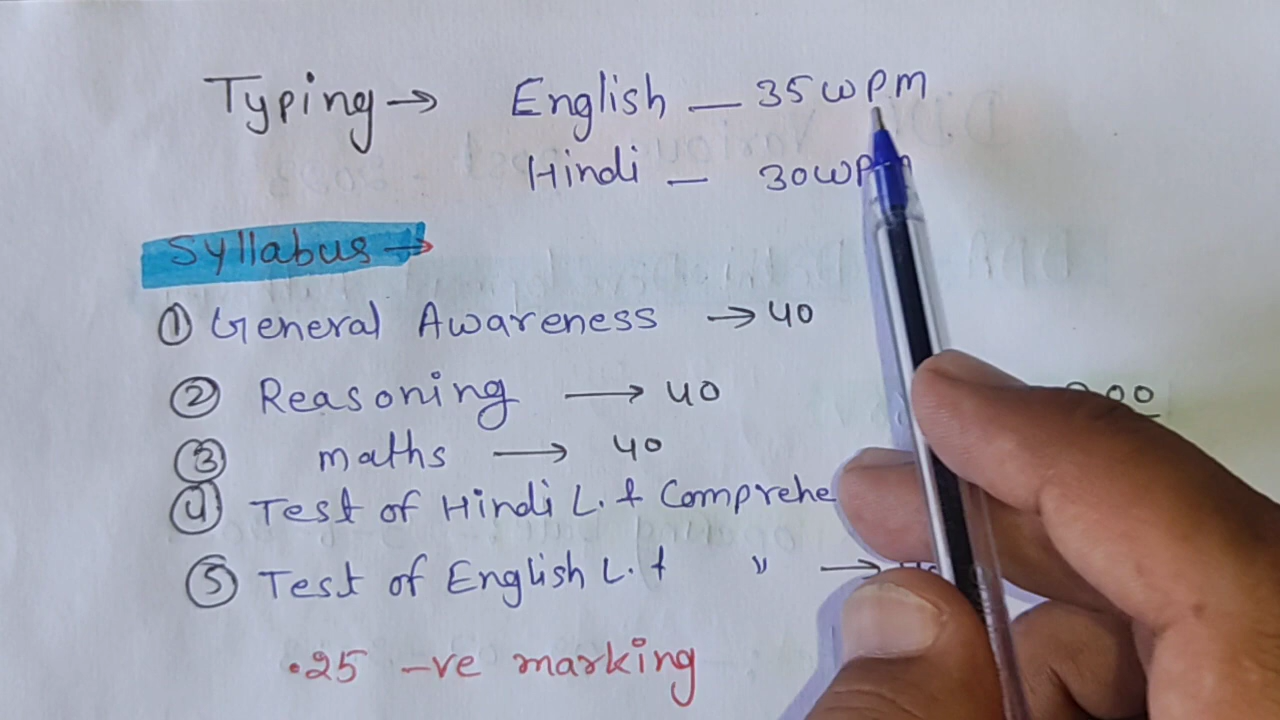 Typing → English — 35 WPM
Hindi — 30 WPM
Syllabus →
① General Awareness → 40
② Reasoning → 40
③ maths → 40
④ Test of Hindi L. & Comprehe
⑤ Test of English L. & " →
.25 -ve marking